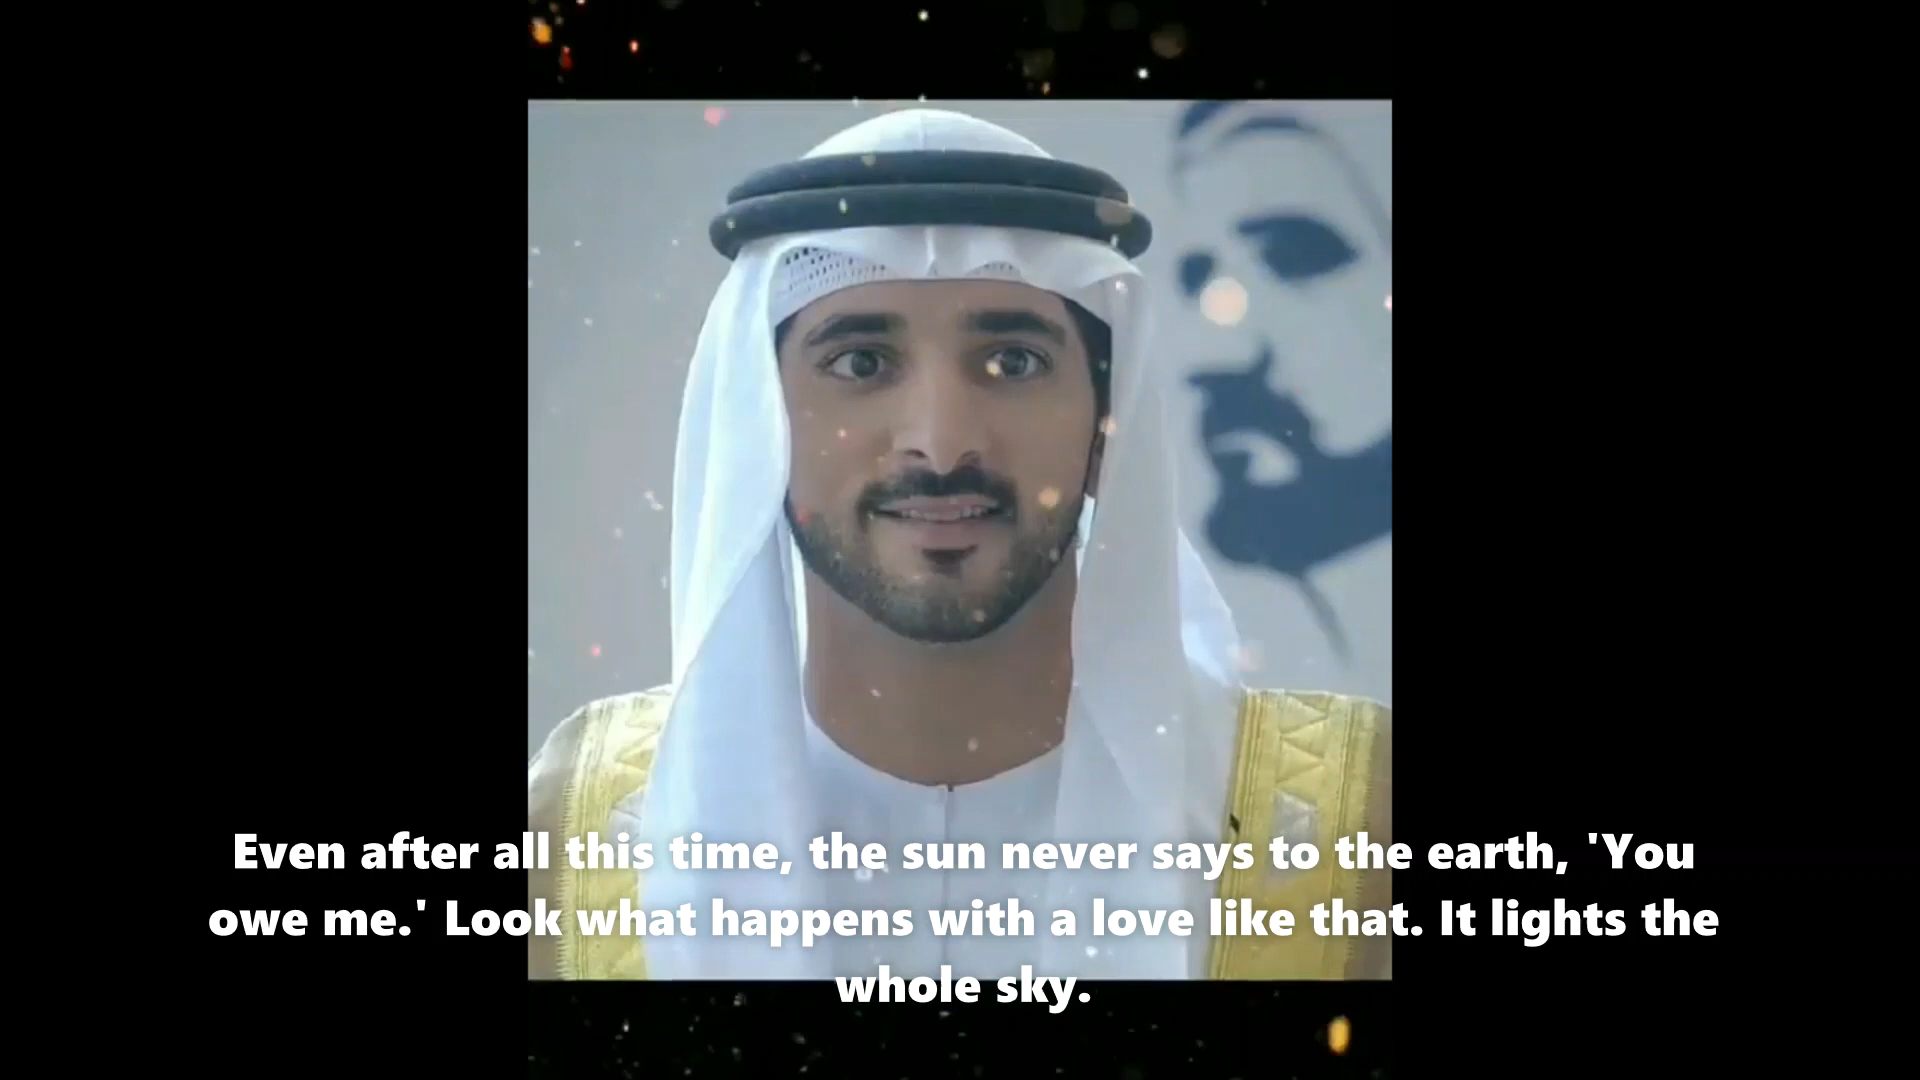 Even after all this time, the sun never says to the earth, 'You
owe me.' Look what happens with a love like that. It lights the
whole sky.